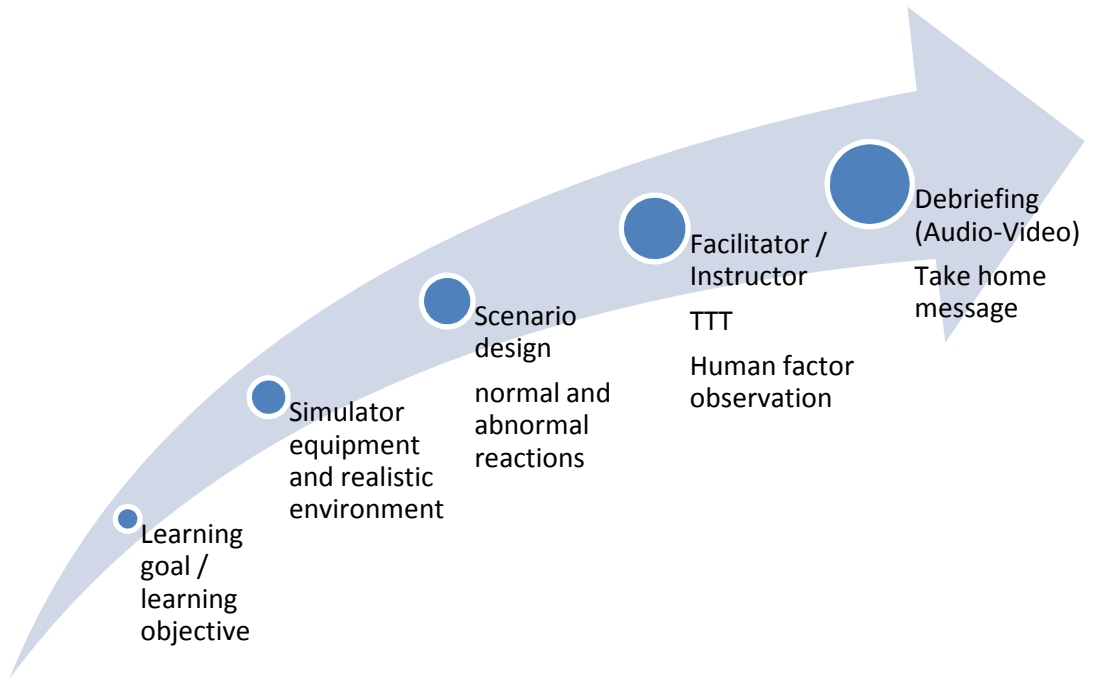 Learning
goal /
learning
objective
Simulator
equipment
and realistic
environment
Scenario
design
normal and
abnormal
reactions
Facilitator /
Instructor
TTT
Human factor
observation
Debriefing
(Audio-Video)
Take home
message